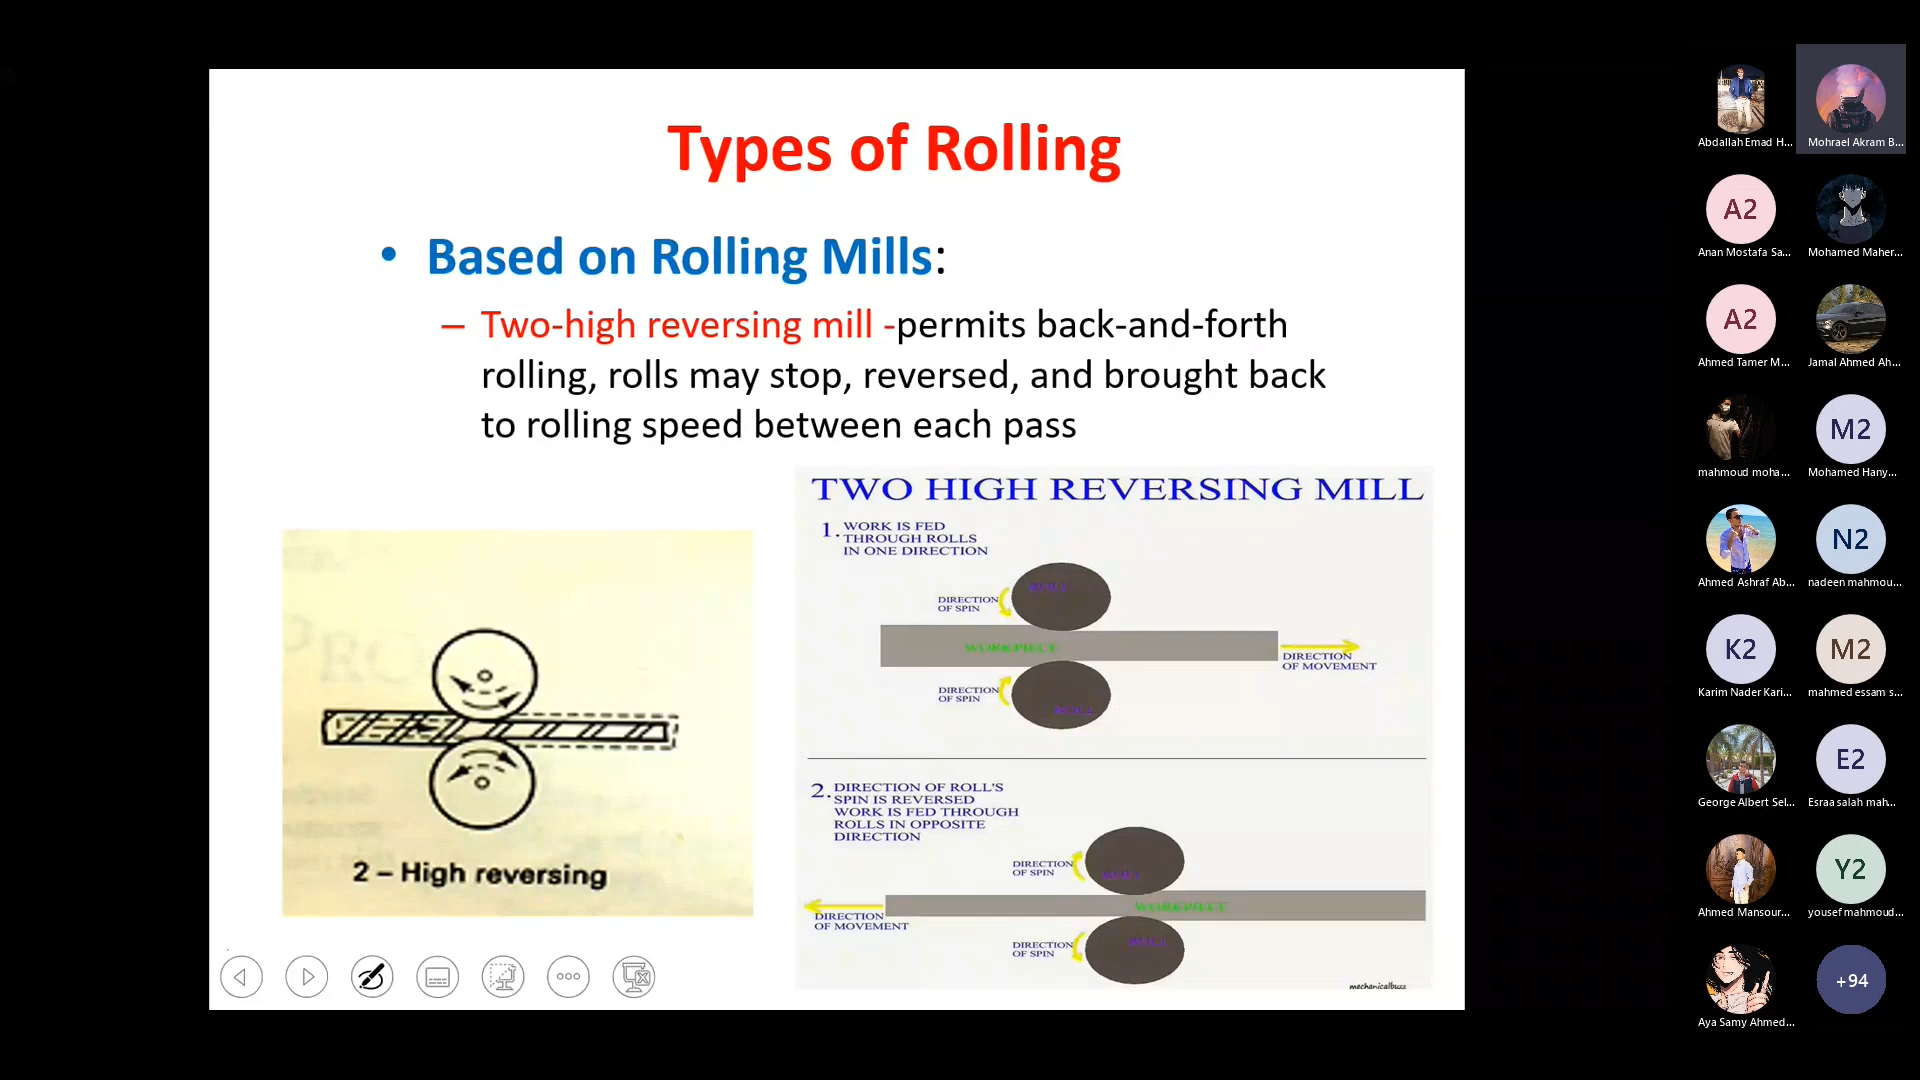 Types of Rolling
• Based on Rolling Mills:
– Two-high reversing mill -permits back-and-forth
rolling, rolls may stop, reversed, and brought back
to rolling speed between each pass
2 – High reversing
TWO HIGH REVERSING MILL
1. WORK IS FED
THROUGH ROLLS
IN ONE DIRECTION
ROLL
DIRECTION
OF SPIN
WORKPIECE
DIRECTION
OF MOVEMENT
DIRECTION
OF SPIN
ROLL
2. DIRECTION OF ROLL'S
SPIN IS REVERSED
WORK IS FED THROUGH
ROLLS IN OPPOSITE
DIRECTION
DIRECTION
OF SPIN
ROLL
WORKPIECE
DIRECTION
OF MOVEMENT
DIRECTION
OF SPIN
ROLL
mechanicalbuzz
Abdallah Emad H...
Mohrael Akram B...
A2
Anan Mostafa Sa...
Mohamed Maher...
A2
Ahmed Tamer M...
Jamal Ahmed Ah...
mahmoud moha...
M2
Mohamed Hany...
Ahmed Ashraf Ab...
N2
nadeen mahmou...
K2
Karim Nader Kari...
M2
mahmed essam s...
George Albert Sel...
E2
Esraa salah mah...
Ahmed Mansour...
Y2
yousef mahmoud...
Aya Samy Ahmed...
+94